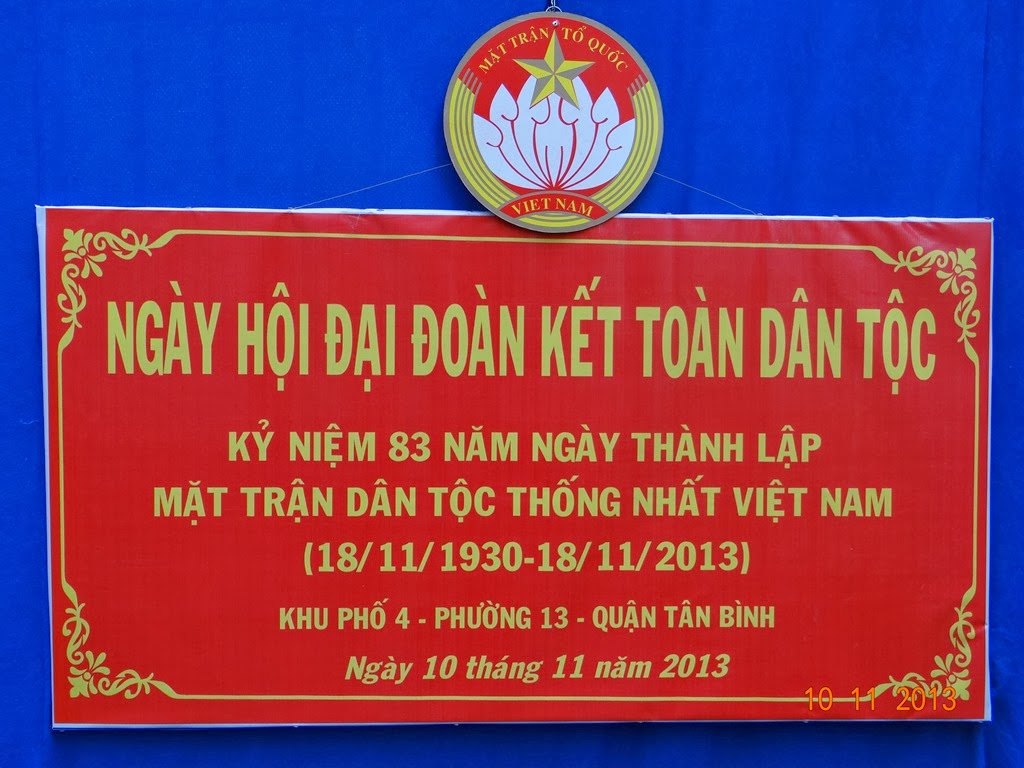 MẶT TRẬN TỔ QUỐC
VIỆT NAM
NGÀY HỘI ĐẠI ĐOÀN KẾT TOÀN DÂN TỘC
KỶ NIỆM 83 NĂM NGÀY THÀNH LẬP
MẶT TRẬN DÂN TỘC THỐNG NHẤT VIỆT NAM
(18/11/1930-18/11/2013)
KHU PHỐ 4 - PHƯỜNG 13 - QUẬN TÂN BÌNH
Ngày 10 tháng 11 năm 2013
10 11 2013